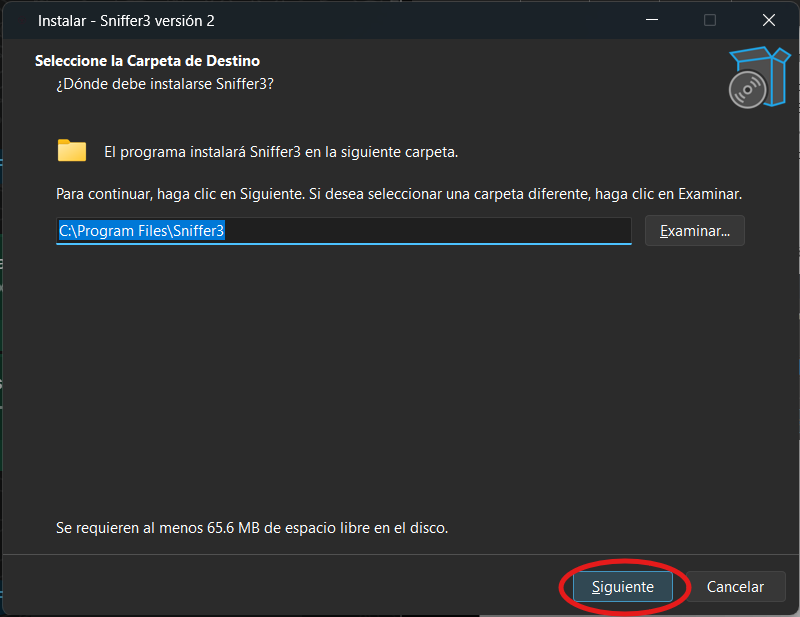 Instalar - Sniffer3 versión 2
Seleccione la Carpeta de Destino
¿Dónde debe instalarse Sniffer3?
El programa instalará Sniffer3 en la siguiente carpeta.
Para continuar, haga clic en Siguiente. Si desea seleccionar una carpeta diferente, haga clic en Examinar.
C:\Program Files\Sniffer3
Examinar...
Se requieren al menos 65.6 MB de espacio libre en el disco.
Siguiente
Cancelar